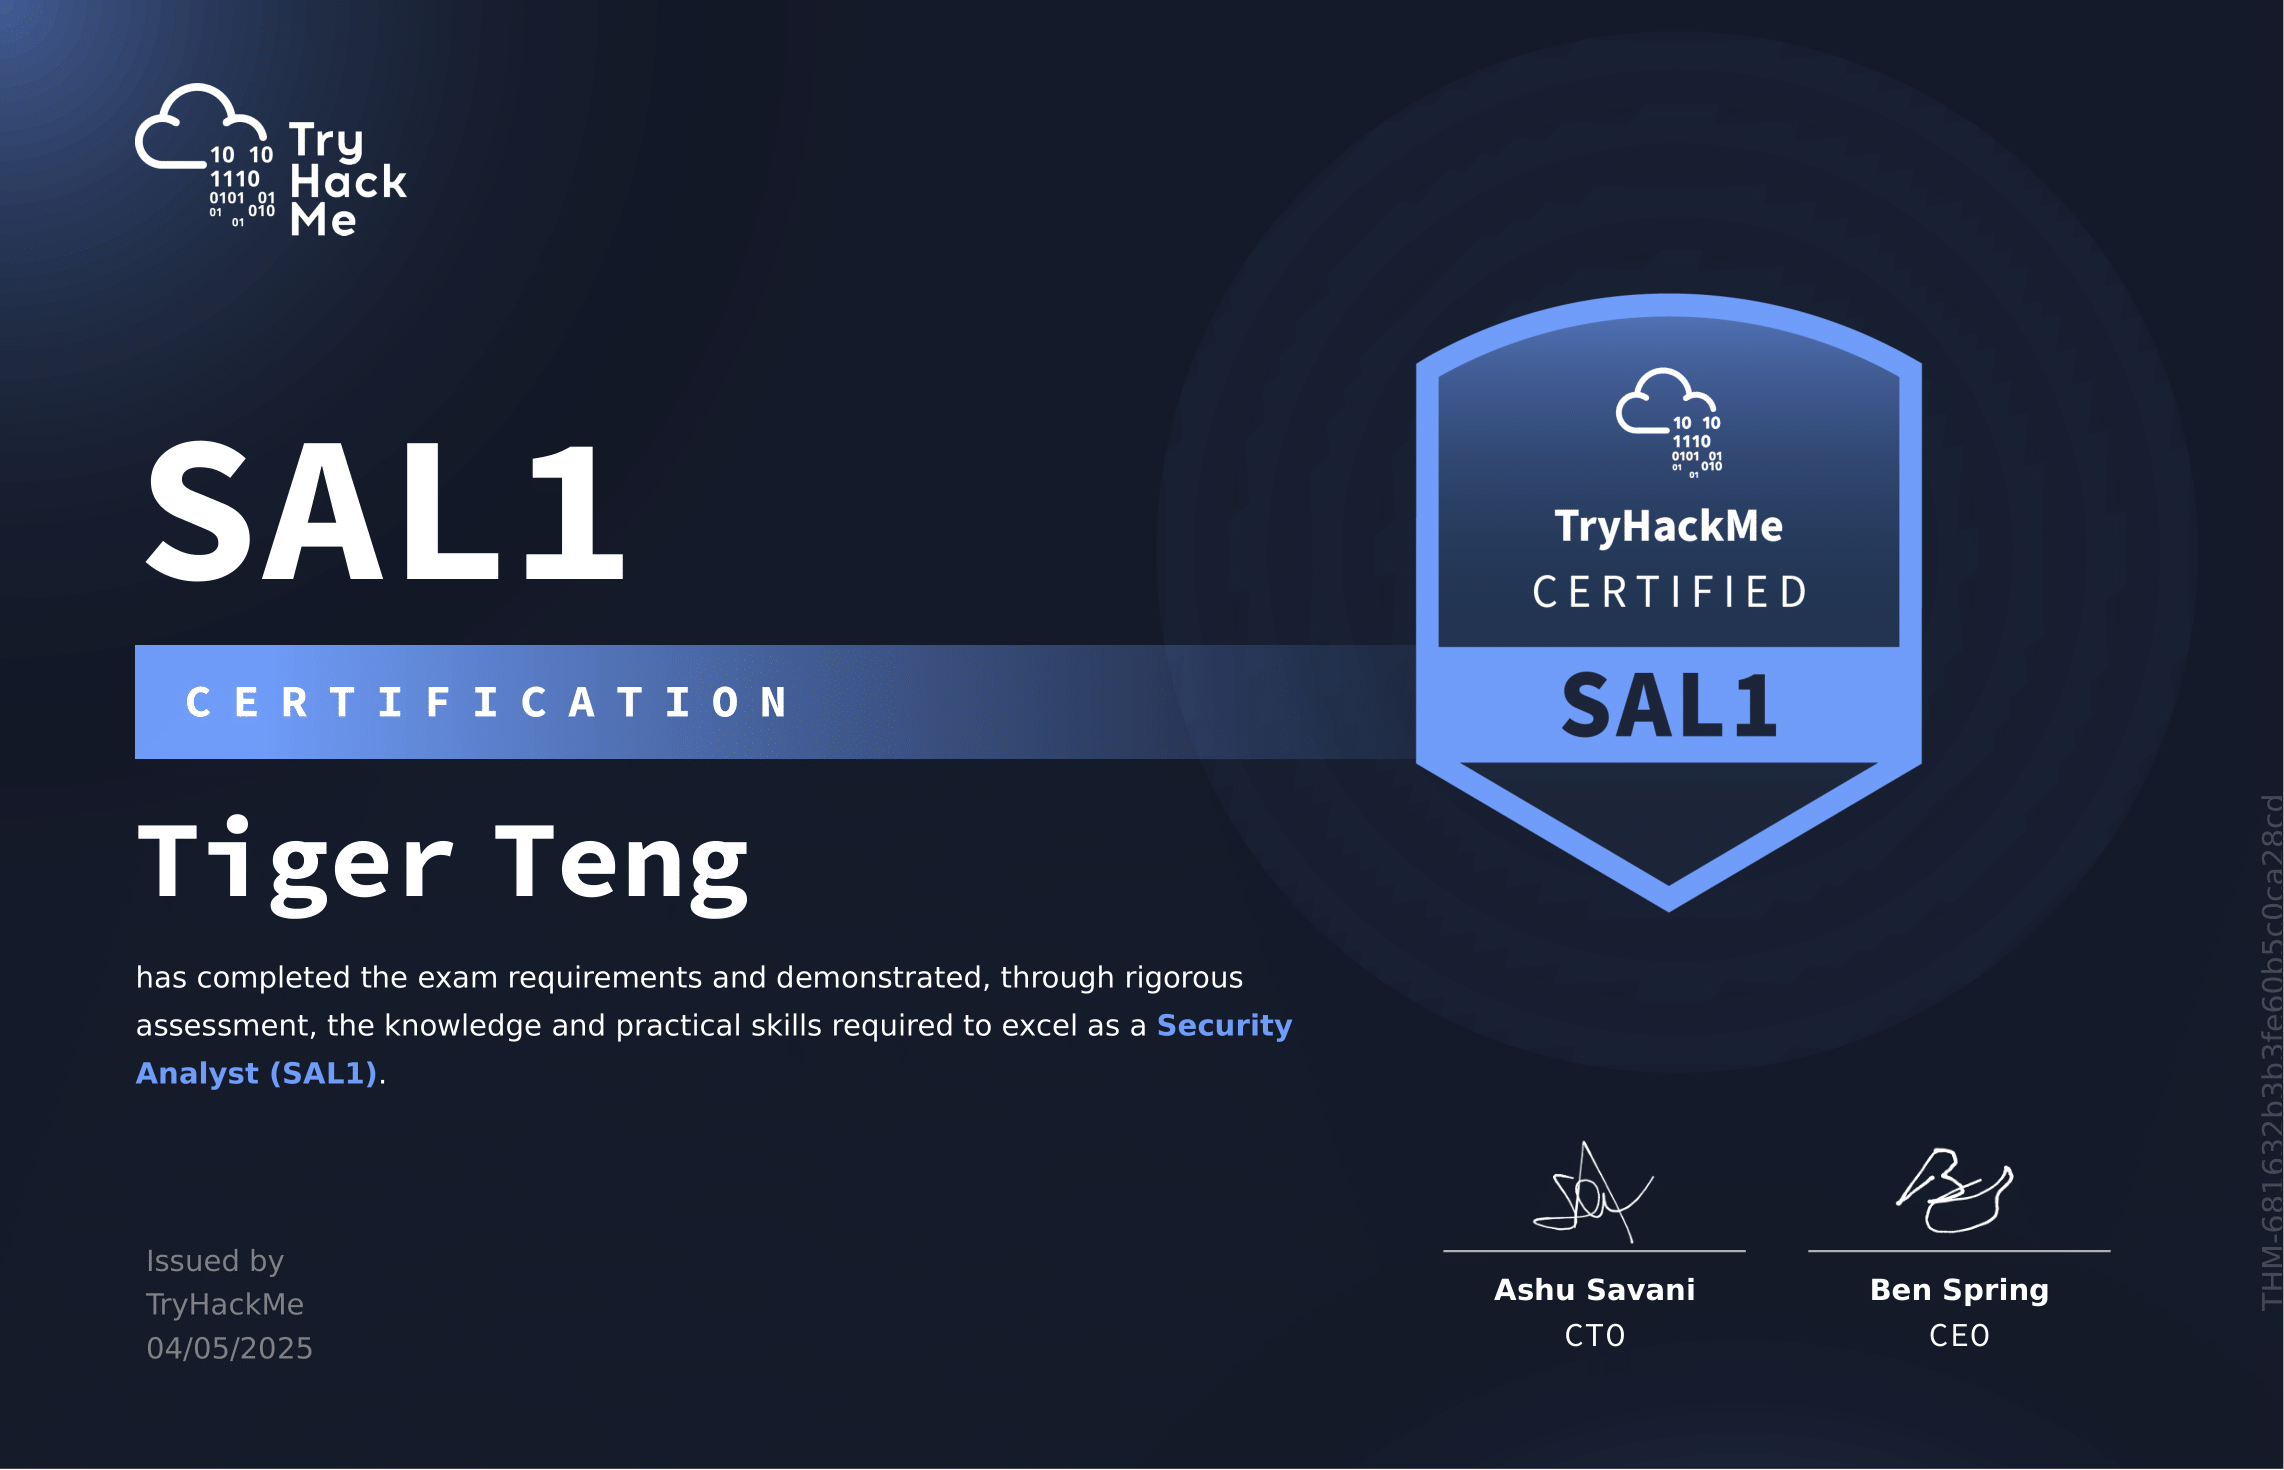 10 10
1110
0101 01
01 010
01
Try
Hack
Me
SAL1
CERTIFICATION
Tiger Teng
has completed the exam requirements and demonstrated, through rigorous
assessment, the knowledge and practical skills required to excel as a Security
Analyst (SAL1).
10 10
1110
0101 01
01 010
01
TryHackMe
CERTIFIED
SAL1
Issued by
TryHackMe
04/05/2025
Ashu Savani
CTO
Ben Spring
CEO
THM-681632b3b3fe60b5c0ca28cd